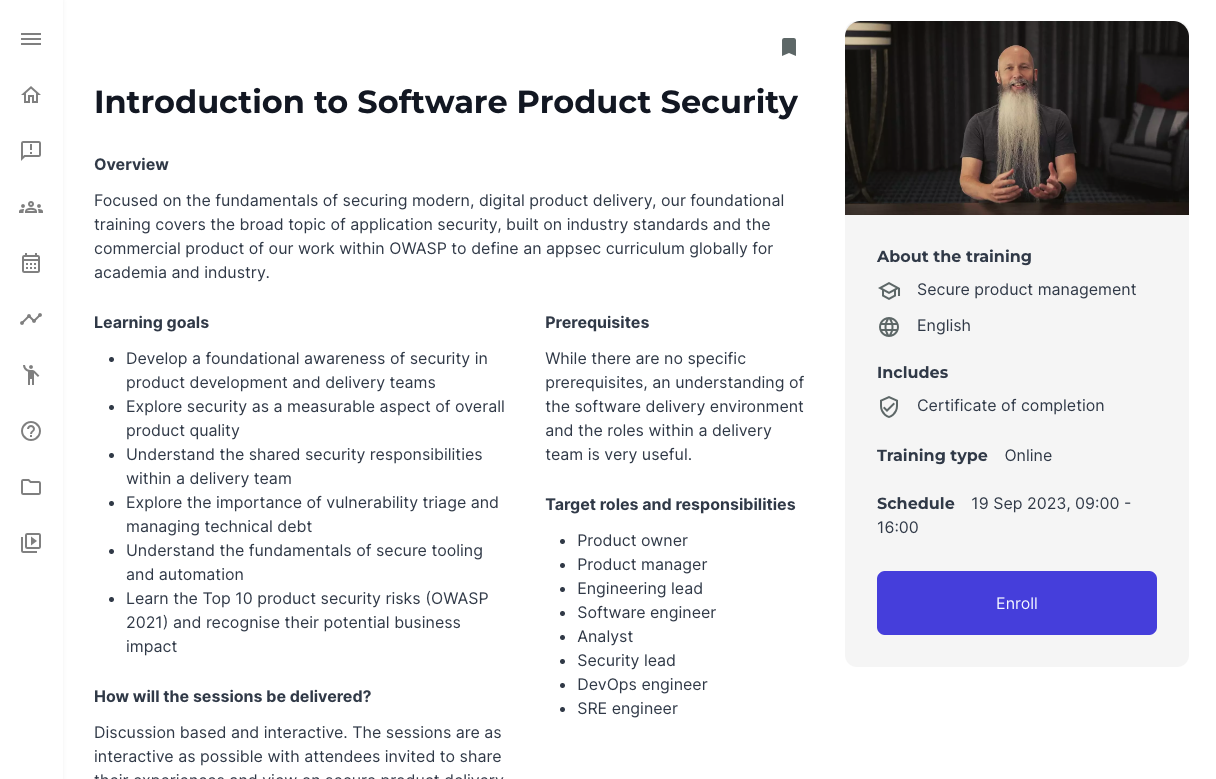 Introduction to Software Product Security
Overview
Focused on the fundamentals of securing modern, digital product delivery, our foundational
training covers the broad topic of application security, built on industry standards and the
commercial product of our work within OWASP to define an appsec curriculum globally for
academia and industry.
Learning goals
Develop a foundational awareness of security in
product development and delivery teams
Explore security as a measurable aspect of overall
product quality
Understand the shared security responsibilities
within a delivery team
Explore the importance of vulnerability triage and
managing technical debt
Understand the fundamentals of secure tooling
and automation
Learn the Top 10 product security risks (OWASP
2021) and recognise their potential business
impact
How will the sessions be delivered?
Discussion based and interactive. The sessions are as
interactive as possible with attendees invited to share
their experiences and view on secure product delivery
Prerequisites
While there are no specific
prerequisites, an understanding of
the software delivery environment
and the roles within a delivery
team is very useful.
Target roles and responsibilities
Product owner
Product manager
Engineering lead
Software engineer
Analyst
Security lead
DevOps engineer
SRE engineer
About the training
Secure product management
English
Includes
Certificate of completion
Training type Online
Schedule 19 Sep 2023, 09:00 -
16:00
Enroll